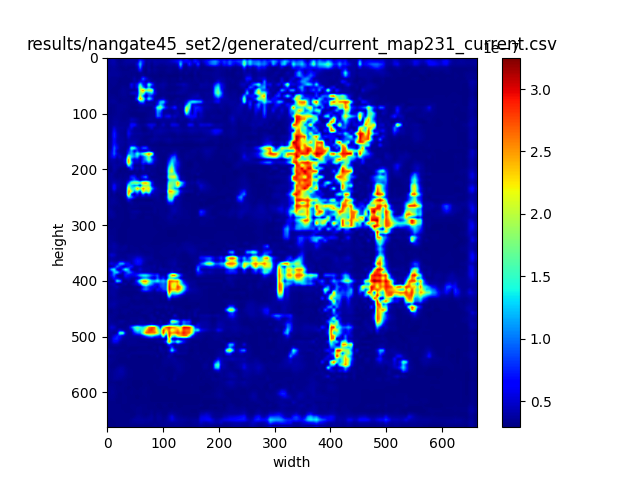 results/nangate45_set2/generated/current_map231_current.csv
1e−7
0
100
200
300
400
500
600
height
0 100 200 300 400 500 600
width
3.0
2.5
2.0
1.5
1.0
0.5